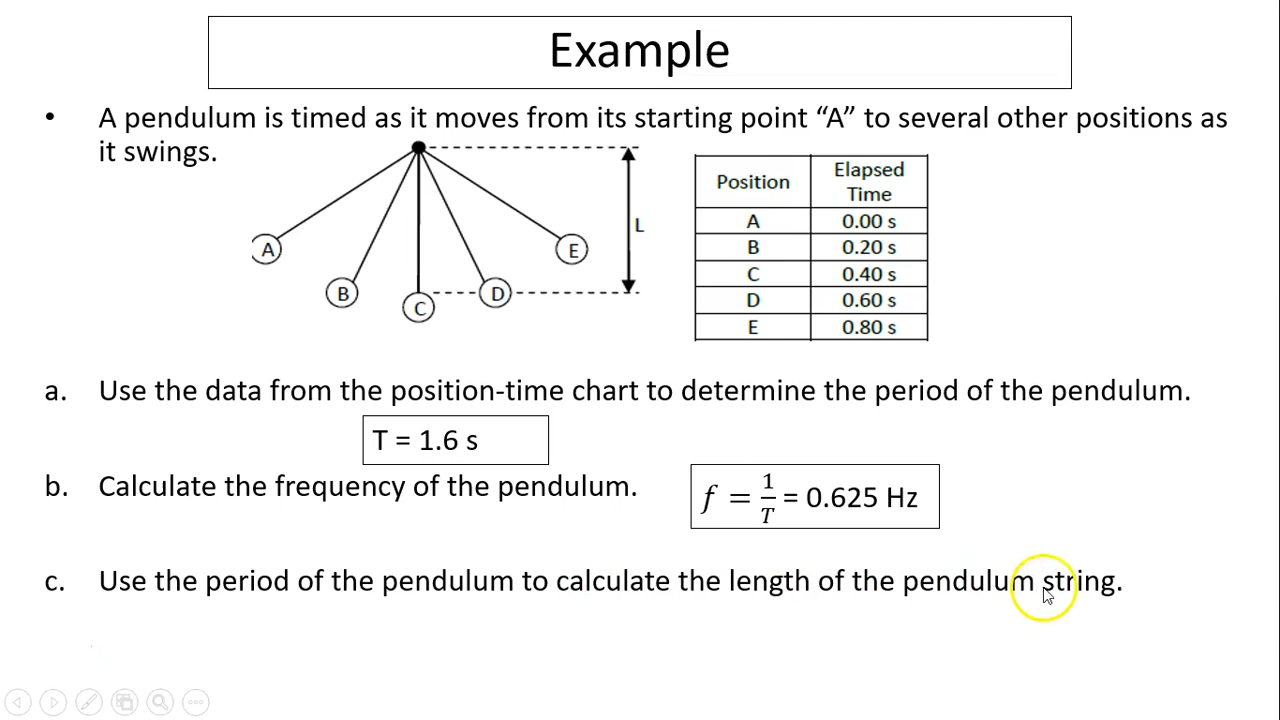 Example
• A pendulum is timed as it moves from its starting point “A” to several other positions as
it swings.
A
B
C
D
E
L
Position Elapsed Time
A 0.00 s
B 0.20 s
C 0.40 s
D 0.60 s
E 0.80 s
a. Use the data from the position-time chart to determine the period of the pendulum.
T = 1.6 s
b. Calculate the frequency of the pendulum.
f = 1/T = 0.625 Hz
c. Use the period of the pendulum to calculate the length of the pendulum string.